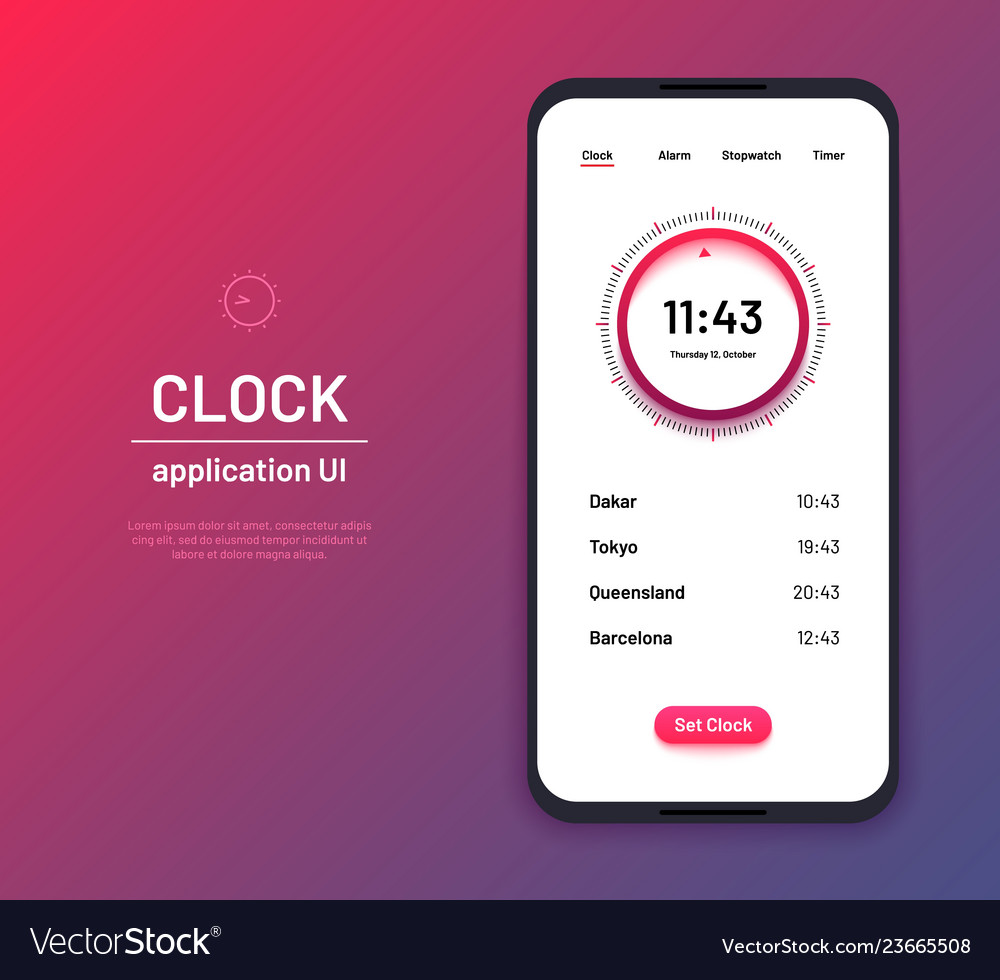 CLOCK
application UI
Lorem ipsum dolor sit amet, consectetur adipis
cing elit, sed do eiusmod tempor incididunt ut
labore et dolore magna aliqua.
Clock Alarm Stopwatch Timer
11:43
Thursday 12, October
Dakar 10:43
Tokyo 19:43
Queensland 20:43
Barcelona 12:43
Set Clock
VectorStock® VectorStock.com/23665508